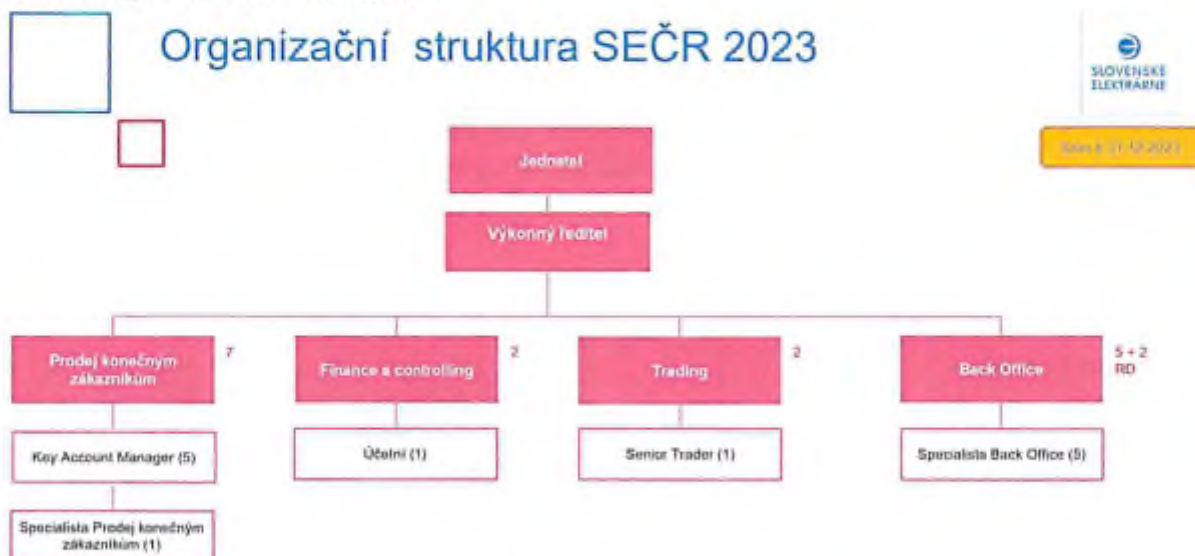 Organizační struktura SEČR 2023
SLOVENSKÉ
ELEKTRÁRNE
Jednatel
Výkonný ředitel
Prodej konečným
zákazníkům
7
Finance a controlling
2
Trading
2
Back Office
5 + 2
RD
Key Account Manager (5)
Účetní (1)
Senior Trader (1)
Specialista Back Office (5)
Specialista Prodej konečným
zákazníkům (1)